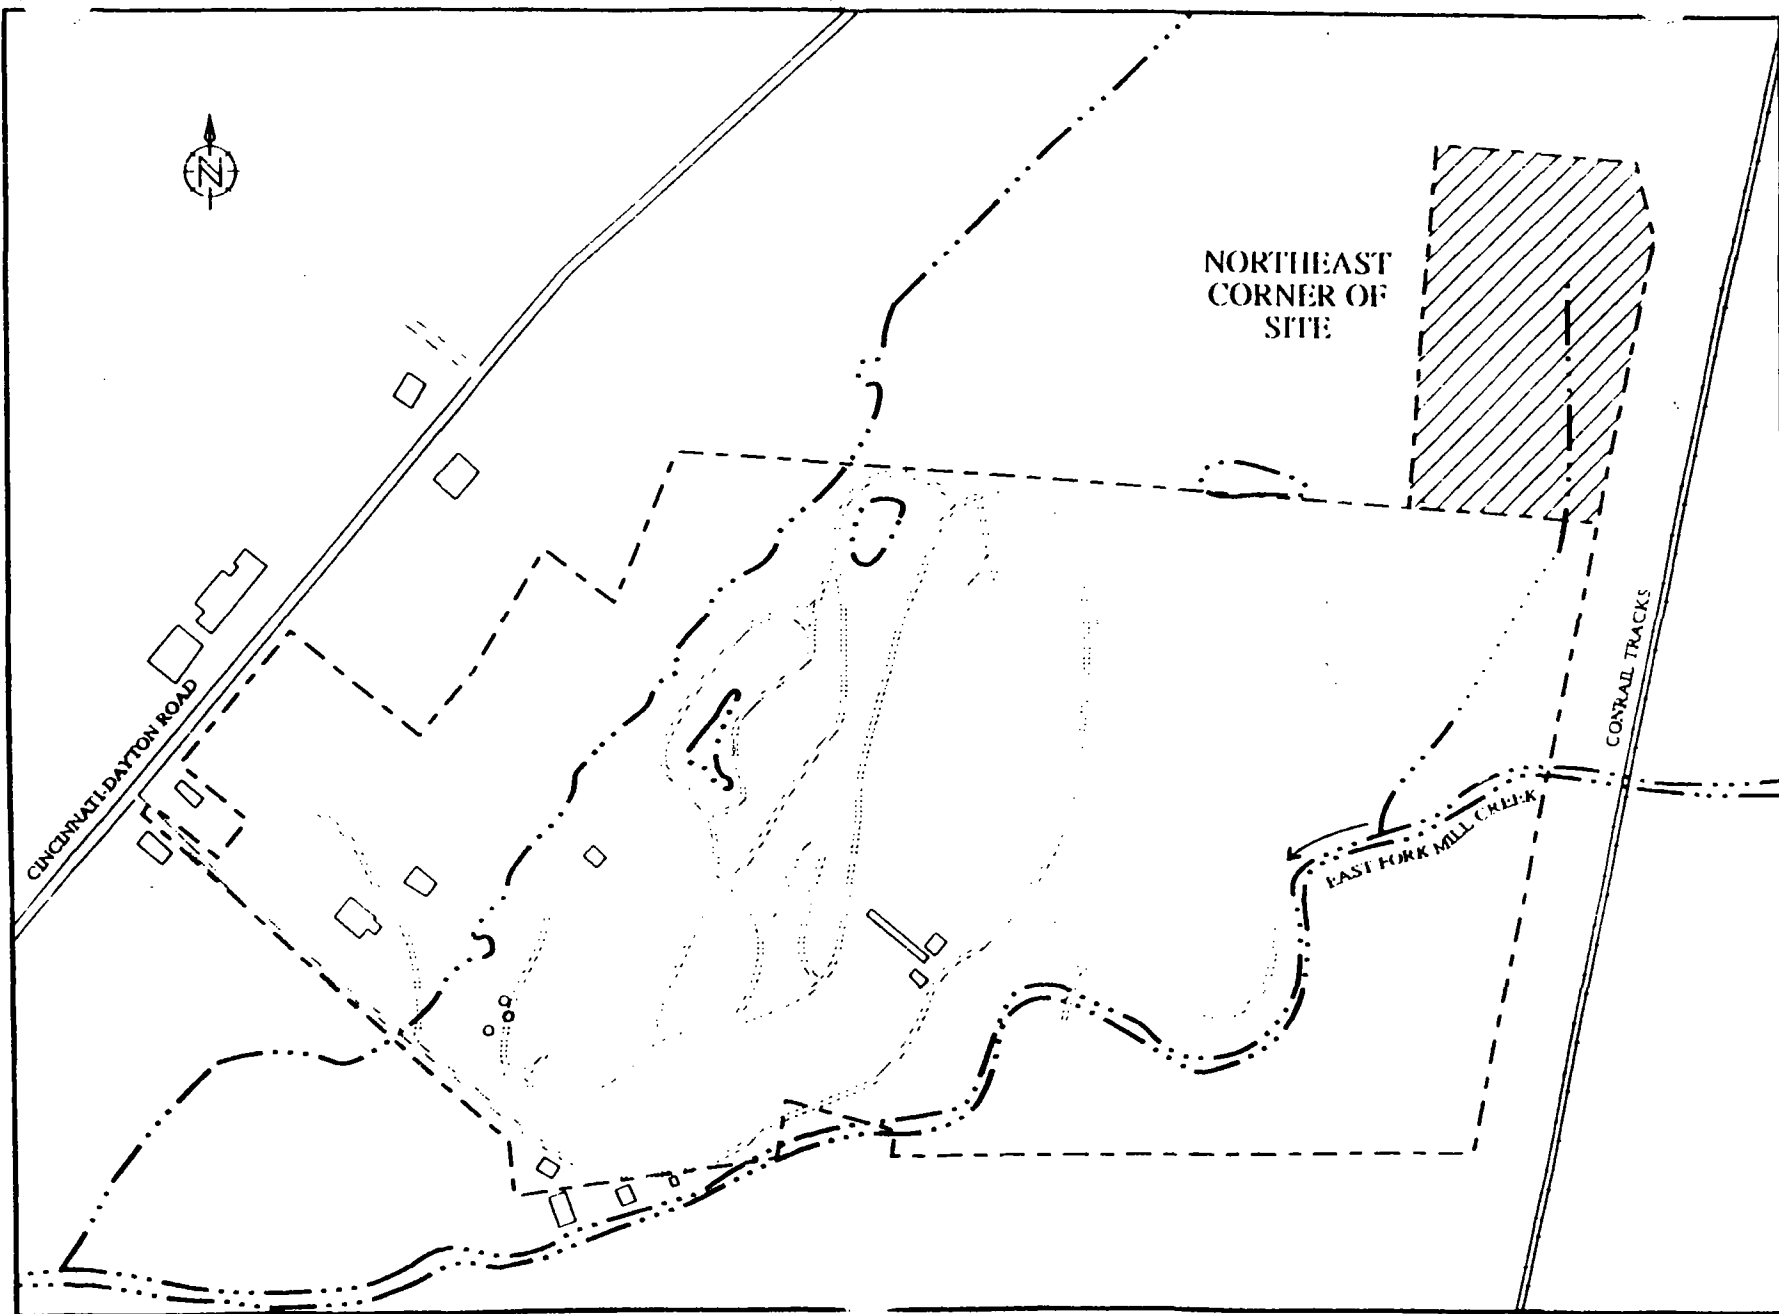 N
NORTHEAST
CORNER OF
SITE
CINCINNATI-DAYTON ROAD
CONRAIL TRACKS
EAST FORK MILL CREEK